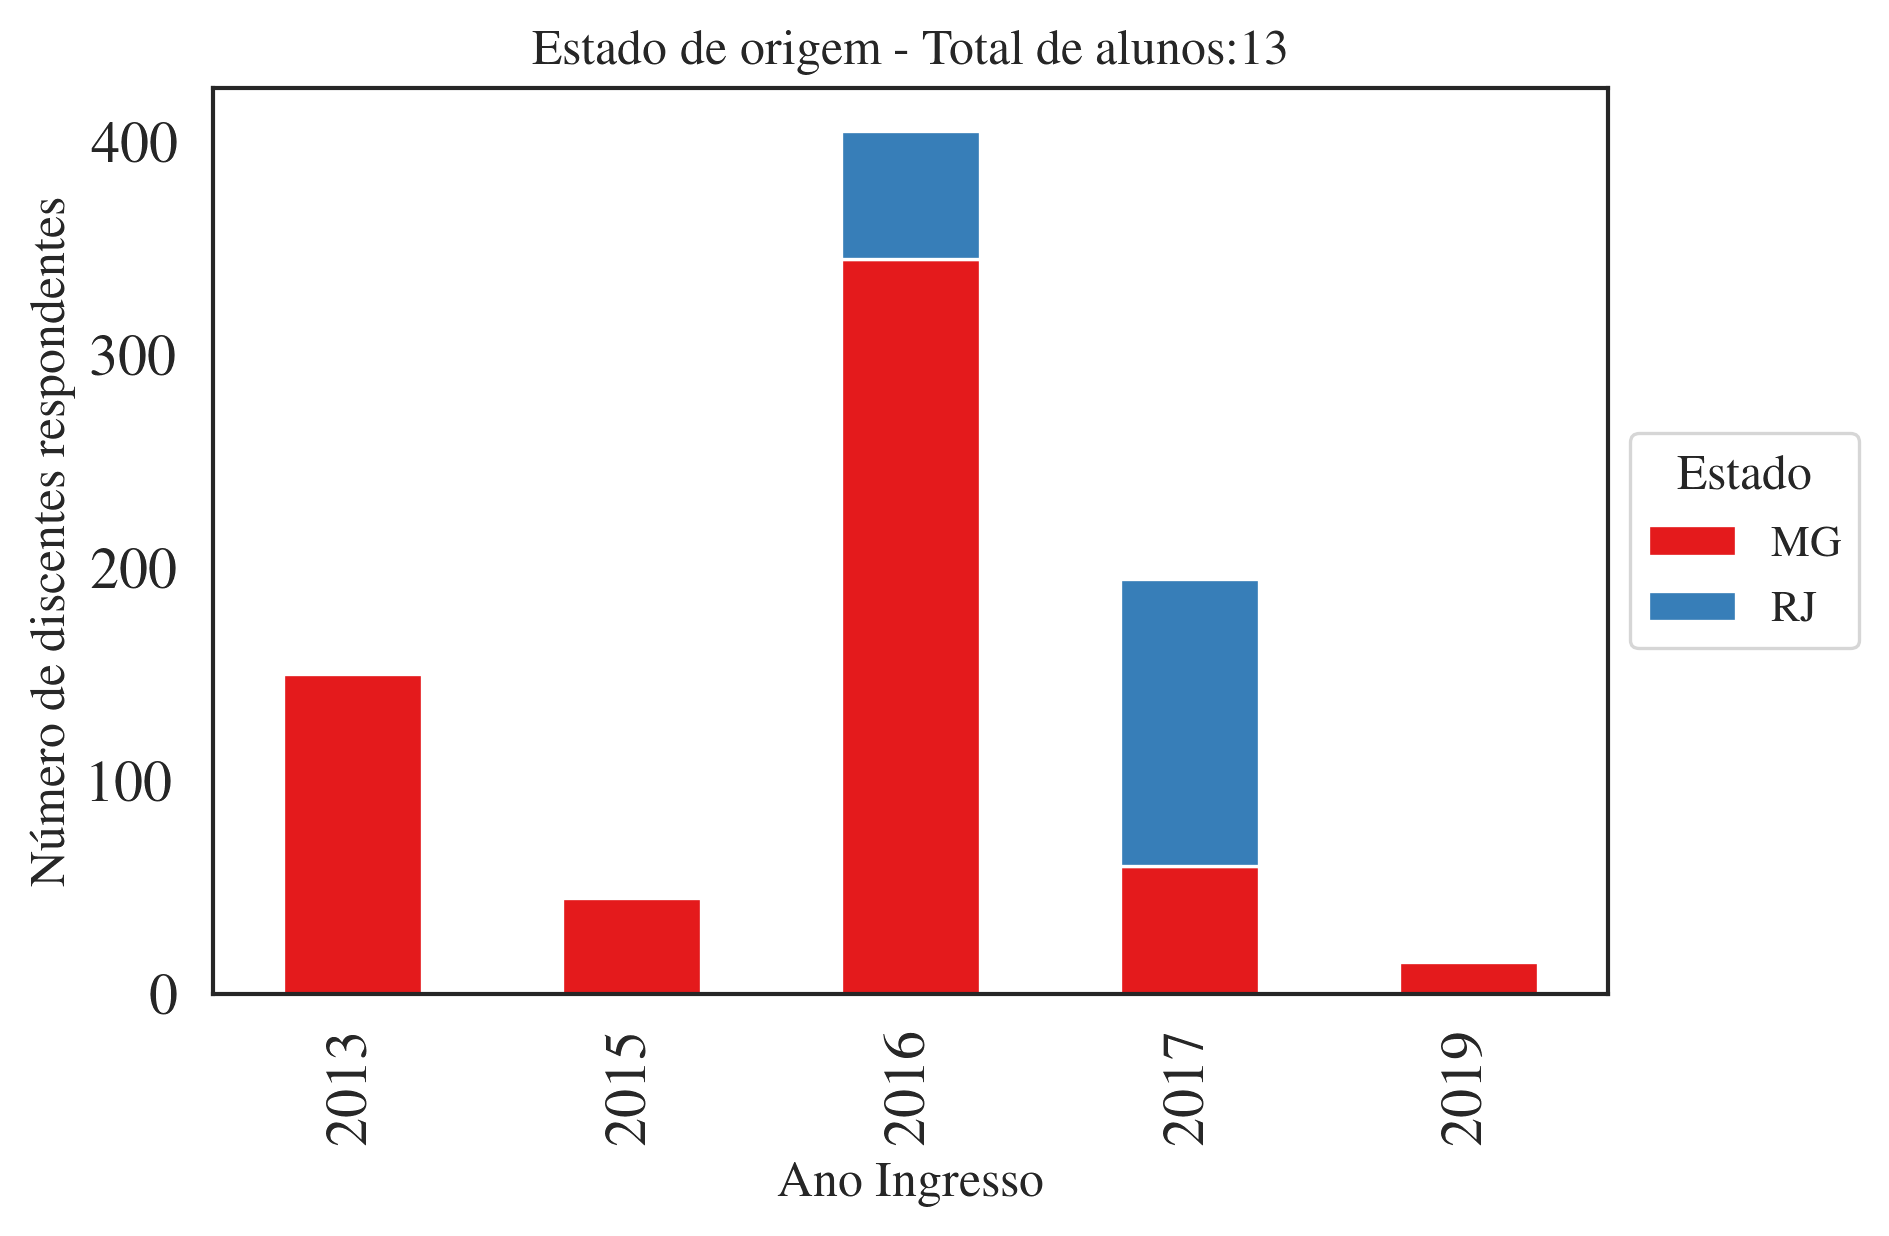 Estado de origem - Total de alunos:13
Número de discentes respondentes
400
300
200
100
0
2013
2015
2016
2017
2019
Ano Ingresso
Estado
MG
RJ